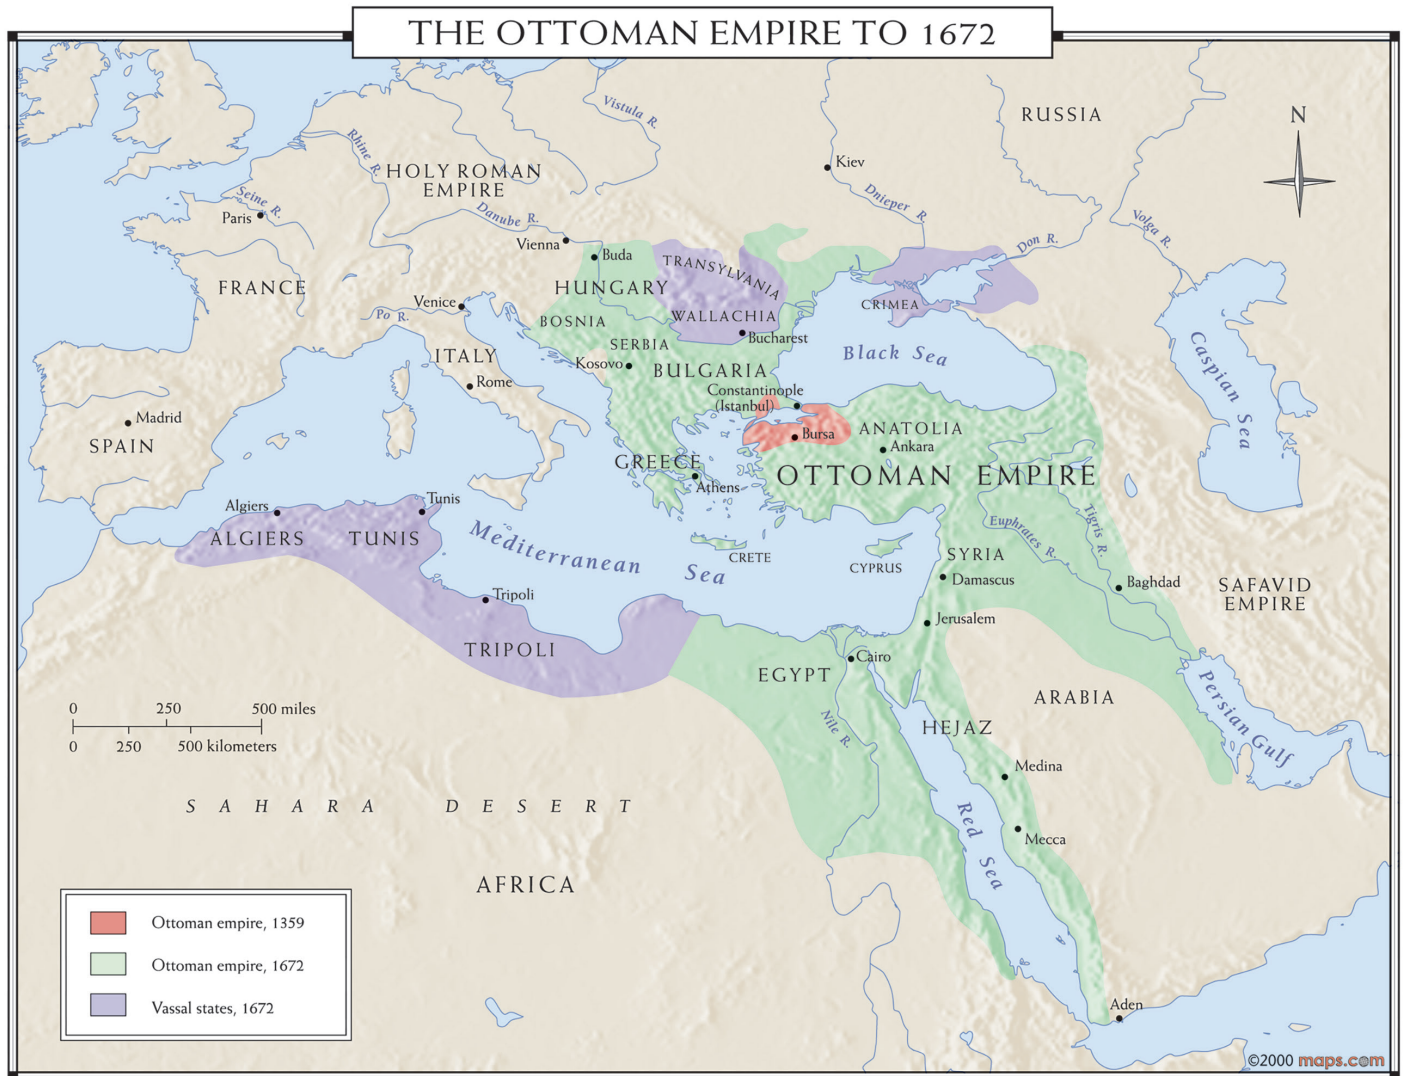 THE OTTOMAN EMPIRE TO 1672
RUSSIA
N
Vistula R.
Rhine R.
Kiev
HOLY ROMAN
EMPIRE
Dnieper R.
Seine R.
Paris
Danube R.
Volga R.
Don R.
Vienna
Buda
TRANSYLVANIA
FRANCE
HUNGARY
Venice
CRIMEA
Po R.
BOSNIA
WALLACHIA
Bucharest
SERBIA
Black Sea
ITALY
Kosovo
BULGARIA
Caspian Sea
Rome
Constantinople
(Istanbul)
Madrid
SPAIN
ANATOLIA
Bursa
Ankara
GREECE
OTTOMAN EMPIRE
Athens
Algiers
Tunis
ALGIERS
TUNIS
Mediterranean Sea
Euphrates R.
Tigris R.
CRETE
CYPRUS
SYRIA
Damascus
Baghdad
SAFAVID
EMPIRE
Tripoli
Jerusalem
TRIPOLI
Cairo
EGYPT
ARABIA
Persian Gulf
0 250 500 miles
0 250 500 kilometers
Nile R.
HEJAZ
Medina
SAHARA DESERT
Red Sea
Mecca
AFRICA
Ottoman empire, 1359
Ottoman empire, 1672
Vassal states, 1672
Aden
©2000 maps.com